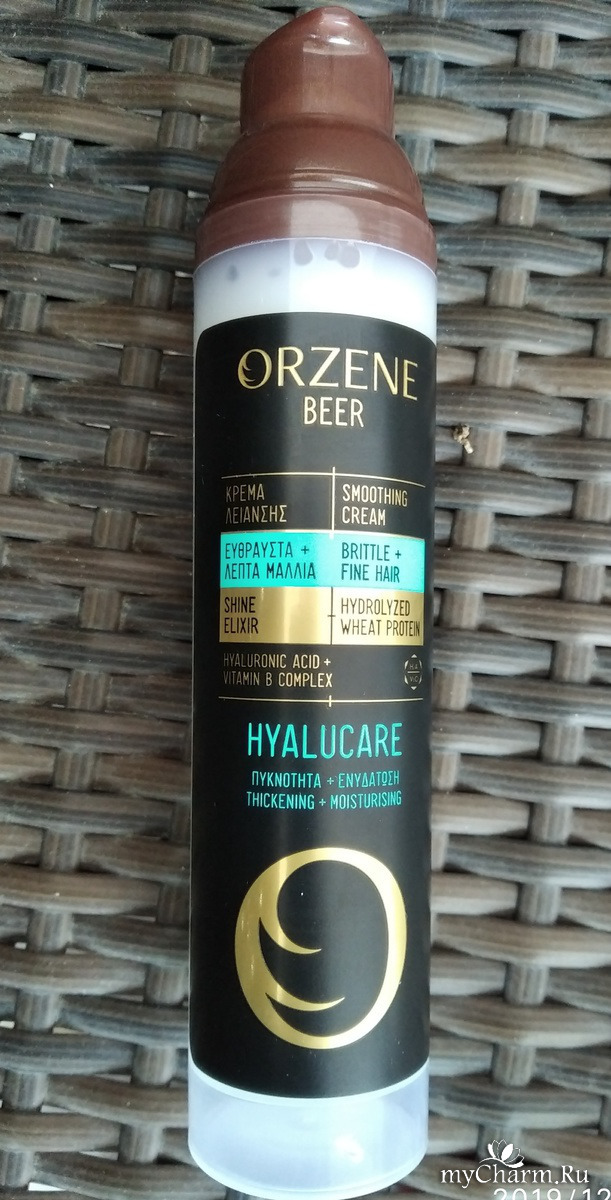 ORZENE
BEER
ΚΡΕΜΑ
ΛΕΙΑΝΣΗΣ
SMOOTHING
CREAM
ΕΥΘΡΑΥΣΤΑ +
ΛΕΠΤΑ ΜΑΛΛΙΑ
BRITTLE +
FINE HAIR
SHINE
ELIXIR
HYDROLYZED
WHEAT PROTEIN
HYALURONIC ACID +
VITAMIN B COMPLEX
HYALUCARE
ΠΥΚΝΟΤΗΤΑ + ΕΝΥΔΑΤΩΣΗ
THICKENING + MOISTURISING
myCharm.Ru